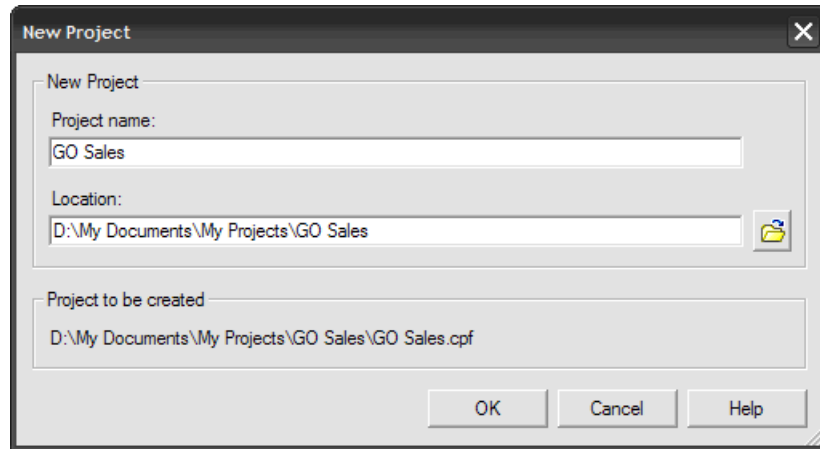 New Project
New Project
Project name:
GO Sales
Location:
D:\My Documents\My Projects\GO Sales
Project to be created
D:\My Documents\My Projects\GO Sales\GO Sales.cpf
OK Cancel Help